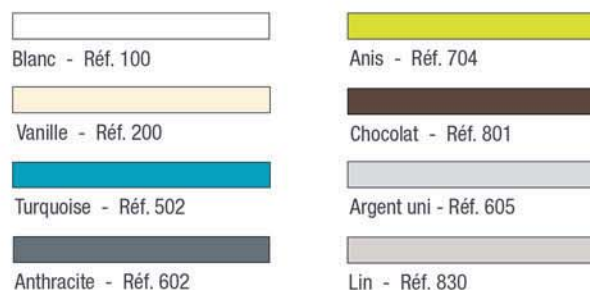 Blanc - Réf. 100
Anis - Réf. 704
Vanille - Réf. 200
Chocolat - Réf. 801
Turquoise - Réf. 502
Argent uni - Réf. 605
Anthracite - Réf. 602
Lin - Réf. 830